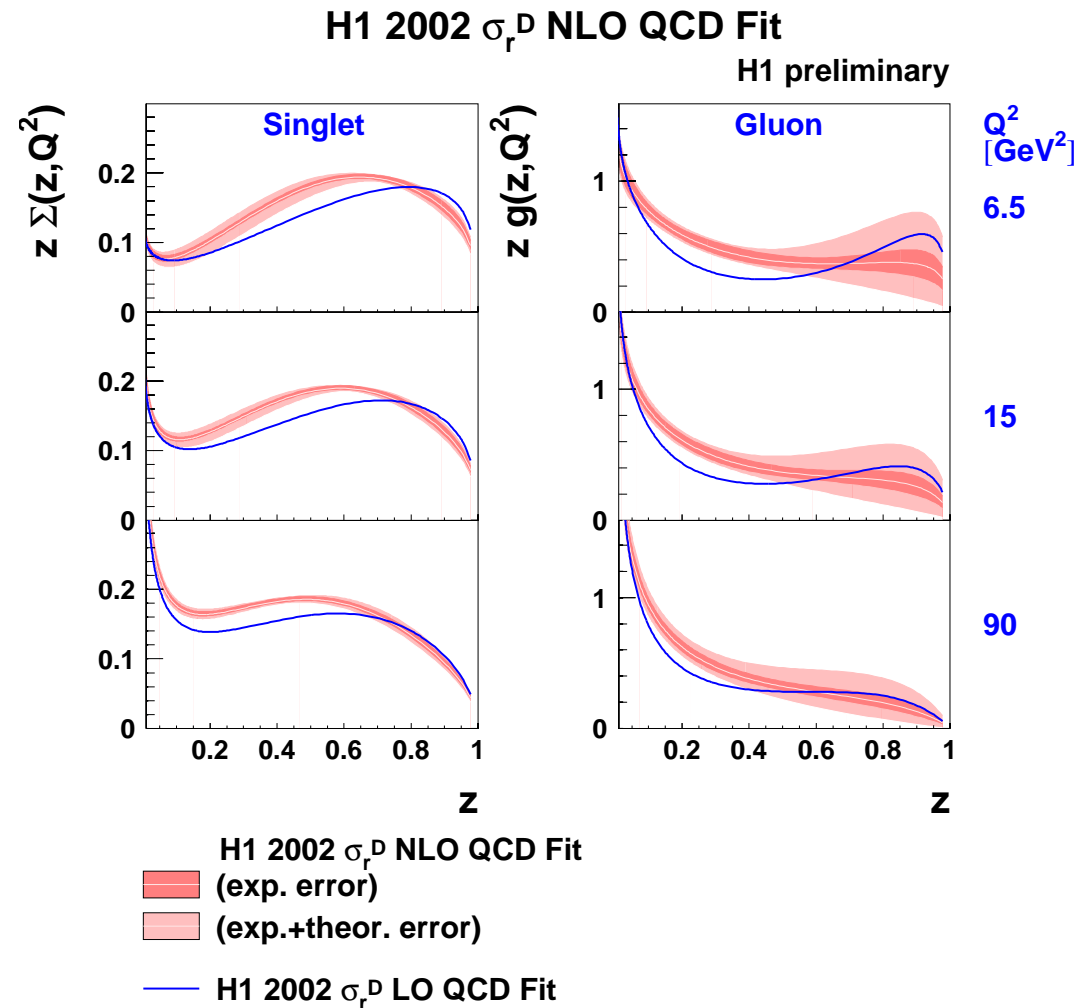 H1 2002 σ_r^D NLO QCD Fit
H1 preliminary
z Σ(z,Q²)
Singlet
z g(z,Q²)
Gluon
Q²
[GeV²]
0.2
0.1
0
1
0
6.5
0.2
0.1
0
1
0
15
0.2
0.1
0
1
0
90
0.2 0.4 0.6 0.8 1
0.2 0.4 0.6 0.8 1
z
z
H1 2002 σ_r^D NLO QCD Fit
(exp. error)
(exp.+theor. error)
H1 2002 σ_r^D LO QCD Fit